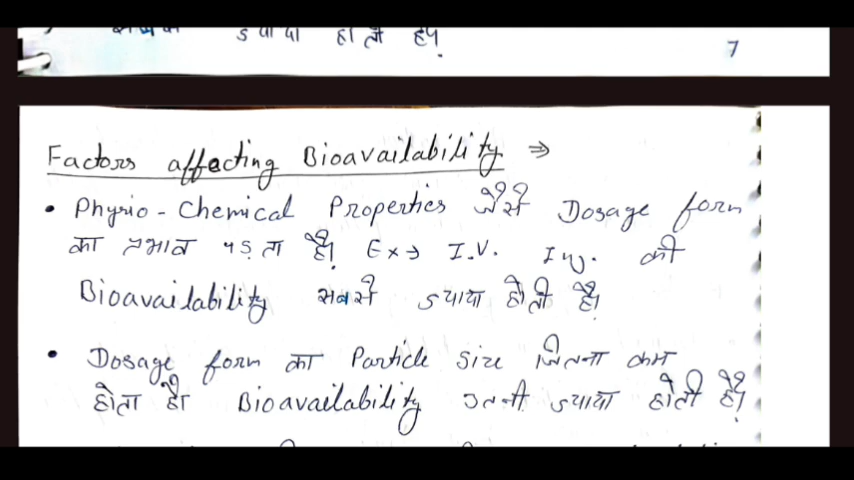 ज्यादा होती है।
7
Factors affecting Bioavailability ⇒
• Physio-Chemical Properties जैसे Dosage form
का प्रभाव पड़ता है। Ex→ I.V. Inj. की
Bioavailability सबसे ज्यादा होती है।
• Dosage form का Particle size जितना कम
होता है। Bioavailability उतनी ज्यादा होती है।